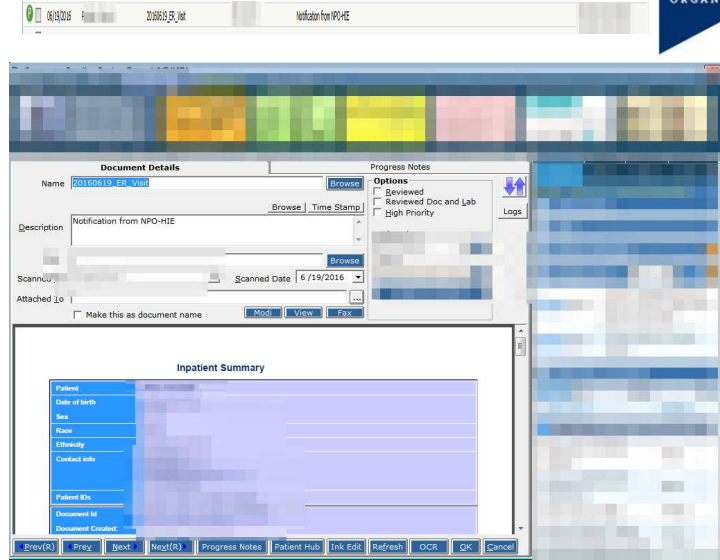 ORGAN
06/19/2016 20160619_ER_Visit Notification from NPO-HIE
Document Details Progress Notes
Name 20160619_ER_Visit Browse
Options
Reviewed
Reviewed Doc and Lab
High Priority
Logs
Browse Time Stamp
Description Notification from NPO-HIE
Browse
Scanned Date 6 /19/2016
Attached To ...
Make this as document name Modi View Fax
Inpatient Summary
Patient
Date of birth
Sex
Race
Ethnicity
Contact info
Patient IDs
Document Id
Document Created:
Prev(R) Prev Next Next(R) Progress Notes Patient Hub Ink Edit Refresh OCR OK Cancel